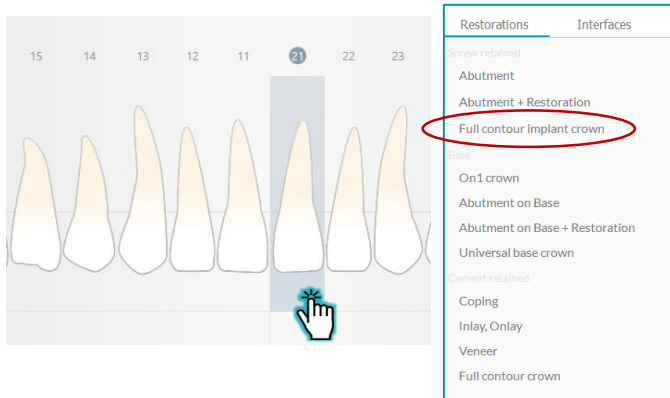 15 14 13 12 11 21 22 23
Restorations Interfaces
Screw retained
Abutment
Abutment + Restoration
Full contour implant crown
Base
On1 crown
Abutment on Base
Abutment on Base + Restoration
Universal base crown
Cement retained
Coping
Inlay, Onlay
Veneer
Full contour crown